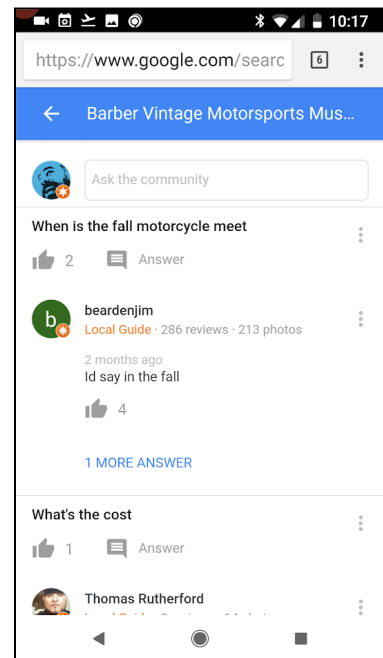 10:17
https://www.google.com/searc
6
Barber Vintage Motorsports Mus...
Ask the community
When is the fall motorcycle meet
2 Answer
b
beardenjim
Local Guide · 286 reviews · 213 photos
2 months ago
Id say in the fall
4
1 MORE ANSWER
What's the cost
1 Answer
Thomas Rutherford